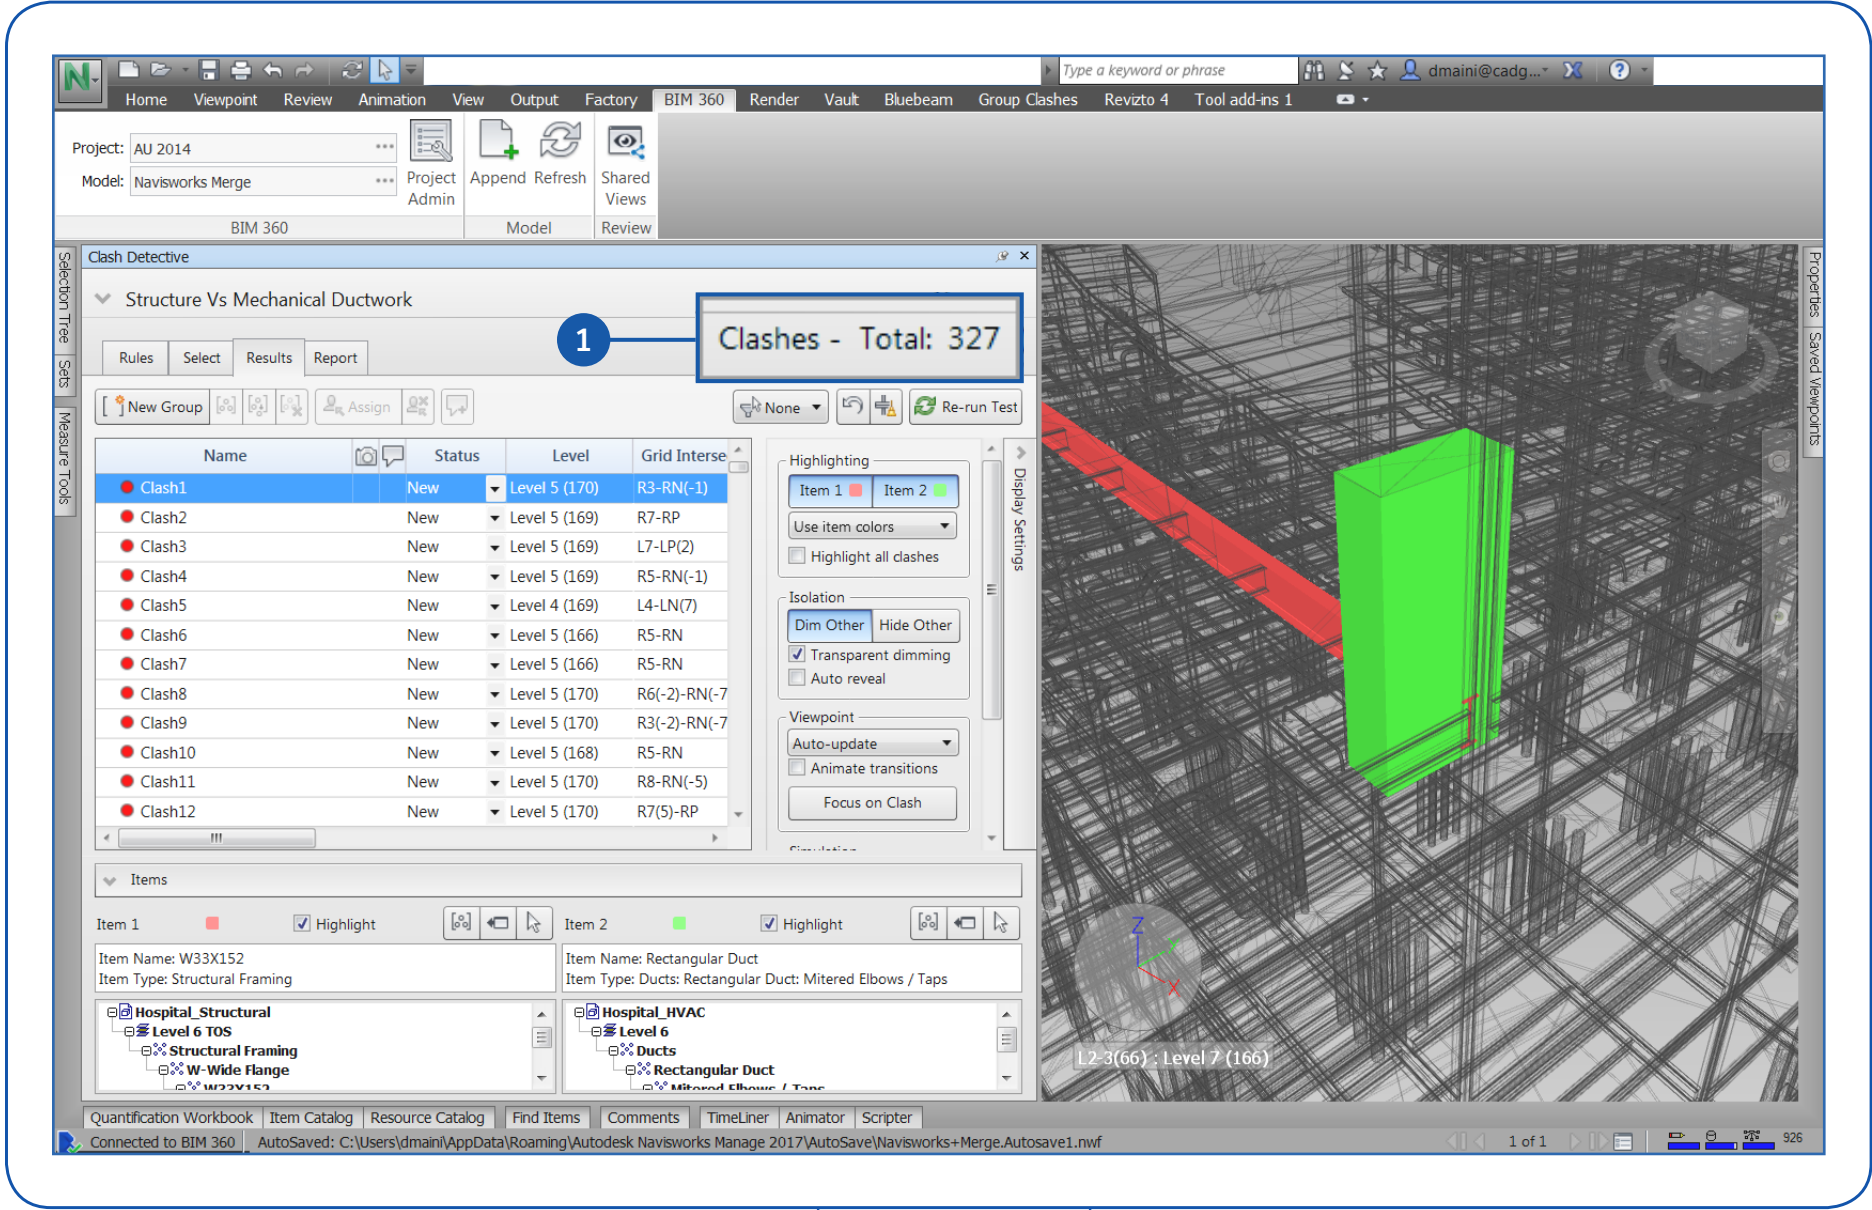 Type a keyword or phrase
dmaini@cadg...
Home Viewpoint Review Animation View Output Factory BIM 360 Render Vault Bluebeam Group Clashes Revizto 4 Tool add-ins 1
Project: AU 2014
Model: Navisworks Merge
Project Admin
Append Refresh
Shared Views
BIM 360 Model Review
Selection Tree
Sets
Measure Tools
Clash Detective
Structure Vs Mechanical Ductwork
1
Clashes - Total: 327
Rules Select Results Report
New Group Assign None Re-run Test
Name Status Level Grid Interse
Clash1 New Level 5 (170) R3-RN(-1)
Clash2 New Level 5 (169) R7-RP
Clash3 New Level 5 (169) L7-LP(2)
Clash4 New Level 5 (169) R5-RN(-1)
Clash5 New Level 4 (169) L4-LN(7)
Clash6 New Level 5 (166) R5-RN
Clash7 New Level 5 (166) R5-RN
Clash8 New Level 5 (170) R6(-2)-RN(-7
Clash9 New Level 5 (170) R3(-2)-RN(-7
Clash10 New Level 5 (168) R5-RN
Clash11 New Level 5 (170) R8-RN(-5)
Clash12 New Level 5 (170) R7(5)-RP
Highlighting
Item 1 Item 2
Use item colors
Highlight all clashes
Isolation
Dim Other Hide Other
Transparent dimming
Auto reveal
Viewpoint
Auto-update
Animate transitions
Focus on Clash
Simulation
Display Settings
Items
Item 1 Highlight
Item Name: W33X152
Item Type: Structural Framing
Hospital_Structural
Level 6 TOS
Structural Framing
W-Wide Flange
W33X152
Item 2 Highlight
Item Name: Rectangular Duct
Item Type: Ducts: Rectangular Duct: Mitered Elbows / Taps
Hospital_HVAC
Level 6
Ducts
Rectangular Duct
Mitered Elbows / Taps
Properties
Saved Viewpoints
Z
Y
X
L2-3(66) : Level 7 (166)
Quantification Workbook Item Catalog Resource Catalog Find Items Comments TimeLiner Animator Scripter
Connected to BIM 360 AutoSaved: C:\Users\dmaini\AppData\Roaming\Autodesk Navisworks Manage 2017\AutoSave\Navisworks+Merge.Autosave1.nwf
1 of 1
926